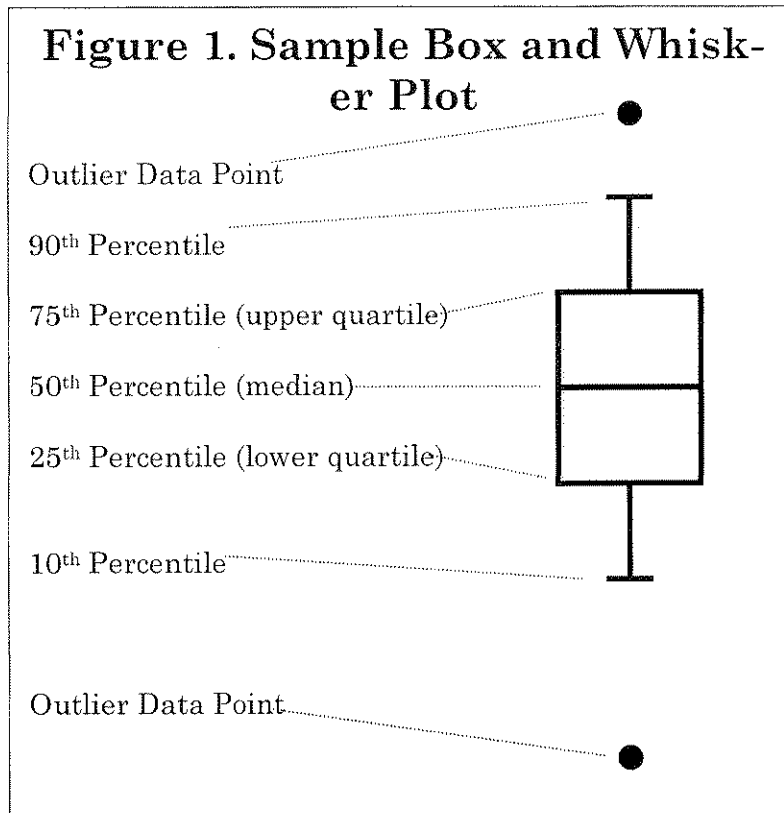 Figure 1. Sample Box and Whisk-
er Plot
Outlier Data Point
90th Percentile
75th Percentile (upper quartile)
50th Percentile (median)
25th Percentile (lower quartile)
10th Percentile
Outlier Data Point